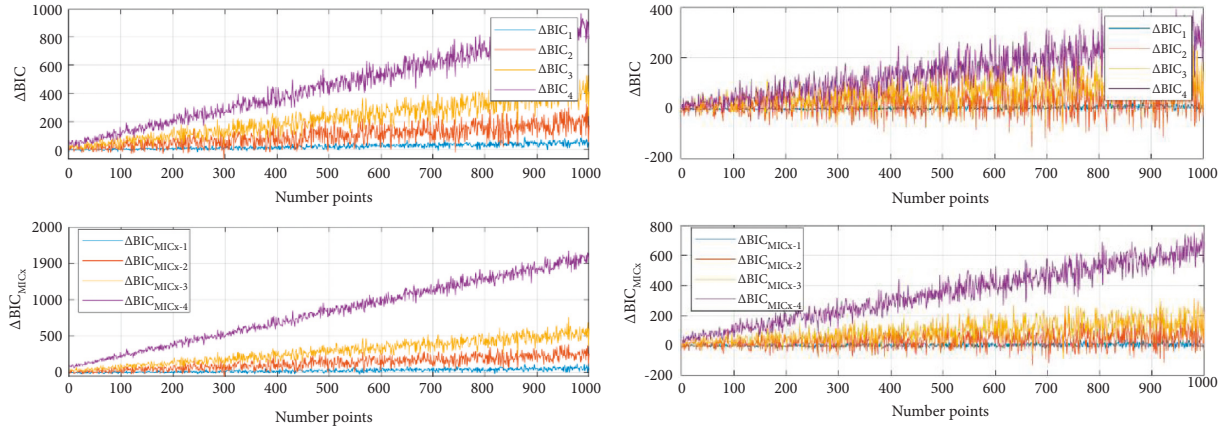 1000
800
600
400
200
0
ΔBIC
ΔBIC1
ΔBIC2
ΔBIC3
ΔBIC4
0 100 200 300 400 500 600 700 800 900 1000
Number points
400
200
0
-200
ΔBIC
ΔBIC1
ΔBIC2
ΔBIC3
ΔBIC4
0 100 200 300 400 500 600 700 800 900 1000
Number points
2000
1900
1000
500
0
ΔBICMICx
ΔBICMICx-1
ΔBICMICx-2
ΔBICMICx-3
ΔBICMICx-4
0 100 200 300 400 500 600 700 800 900 1000
Number points
800
600
400
200
0
-200
ΔBICMICx
ΔBICMICx-1
ΔBICMICx-2
ΔBICMICx-3
ΔBICMICx-4
0 100 200 300 400 500 600 700 800 900 1000
Number points